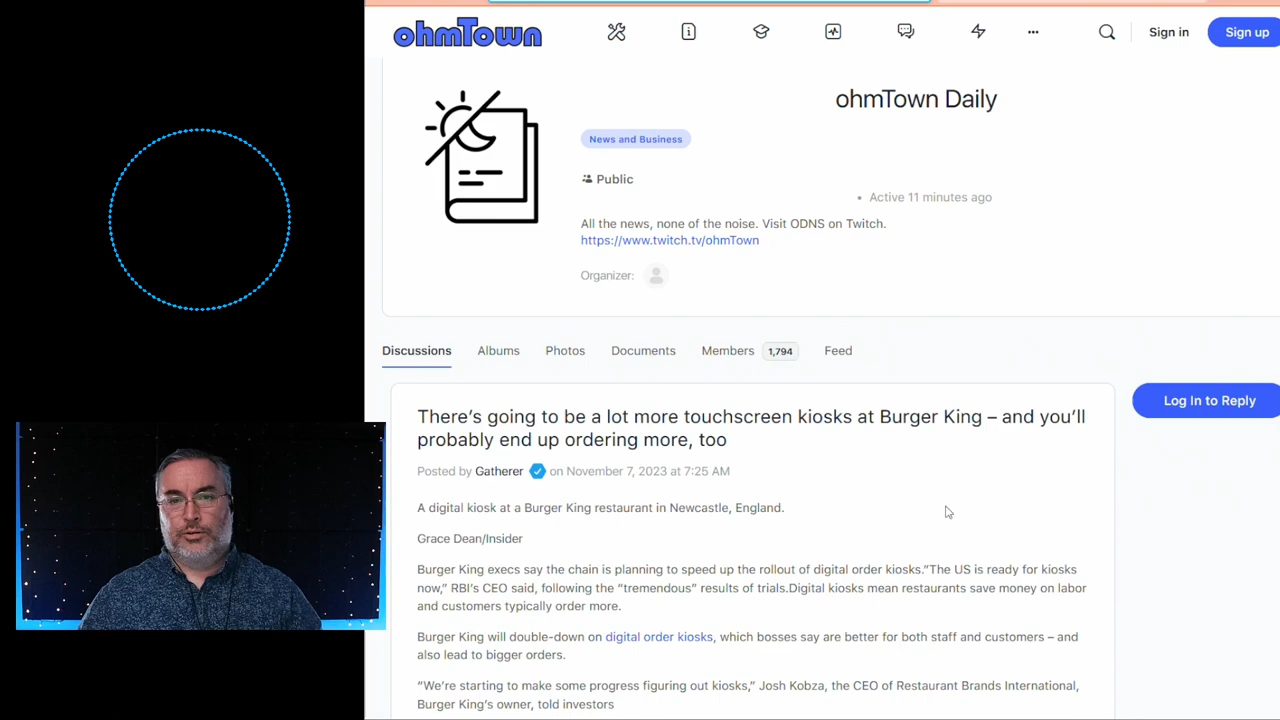 ohmTown
Sign in
Sign up
ohmTown Daily
News and Business
Public
• Active 11 minutes ago
All the news, none of the noise. Visit ODNS on Twitch.
https://www.twitch.tv/ohmTown
Organizer:
Discussions Albums Photos Documents Members 1,794 Feed
There's going to be a lot more touchscreen kiosks at Burger King – and you'll
probably end up ordering more, too
Log In to Reply
Posted by Gatherer on November 7, 2023 at 7:25 AM
A digital kiosk at a Burger King restaurant in Newcastle, England.
Grace Dean/Insider
Burger King execs say the chain is planning to speed up the rollout of digital order kiosks."The US is ready for kiosks
now," RBI's CEO said, following the "tremendous" results of trials.Digital kiosks mean restaurants save money on labor
and customers typically order more.
Burger King will double-down on digital order kiosks, which bosses say are better for both staff and customers – and
also lead to bigger orders.
"We're starting to make some progress figuring out kiosks," Josh Kobza, the CEO of Restaurant Brands International,
Burger King's owner, told investors